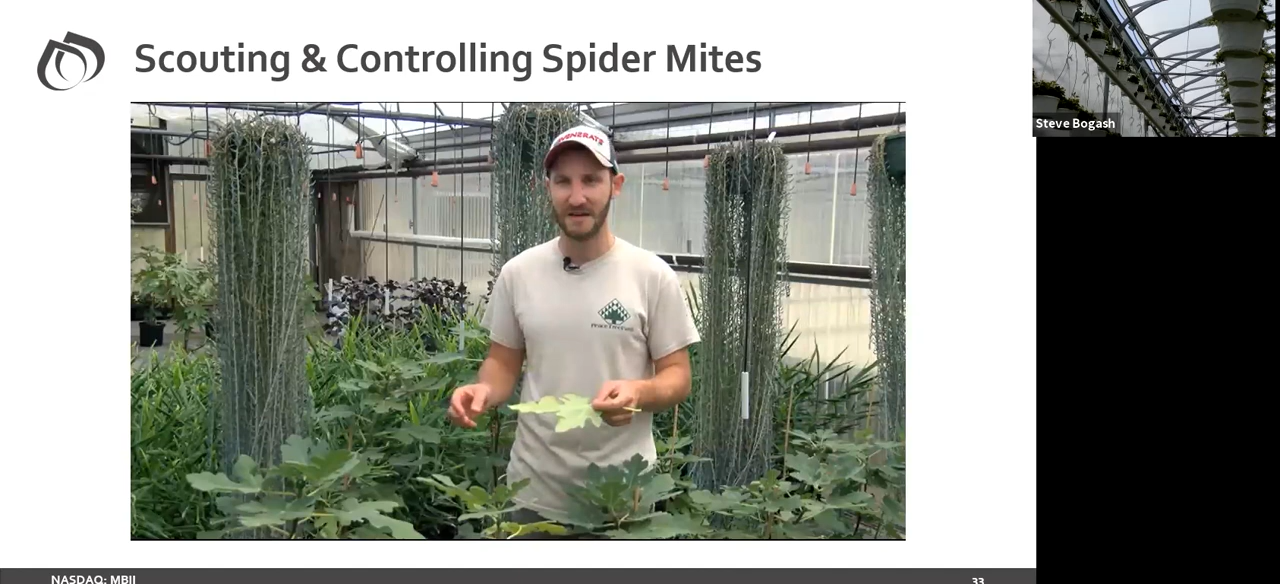 Scouting & Controlling Spider Mites
Steve Bogash
NASDAQ: MBII
33